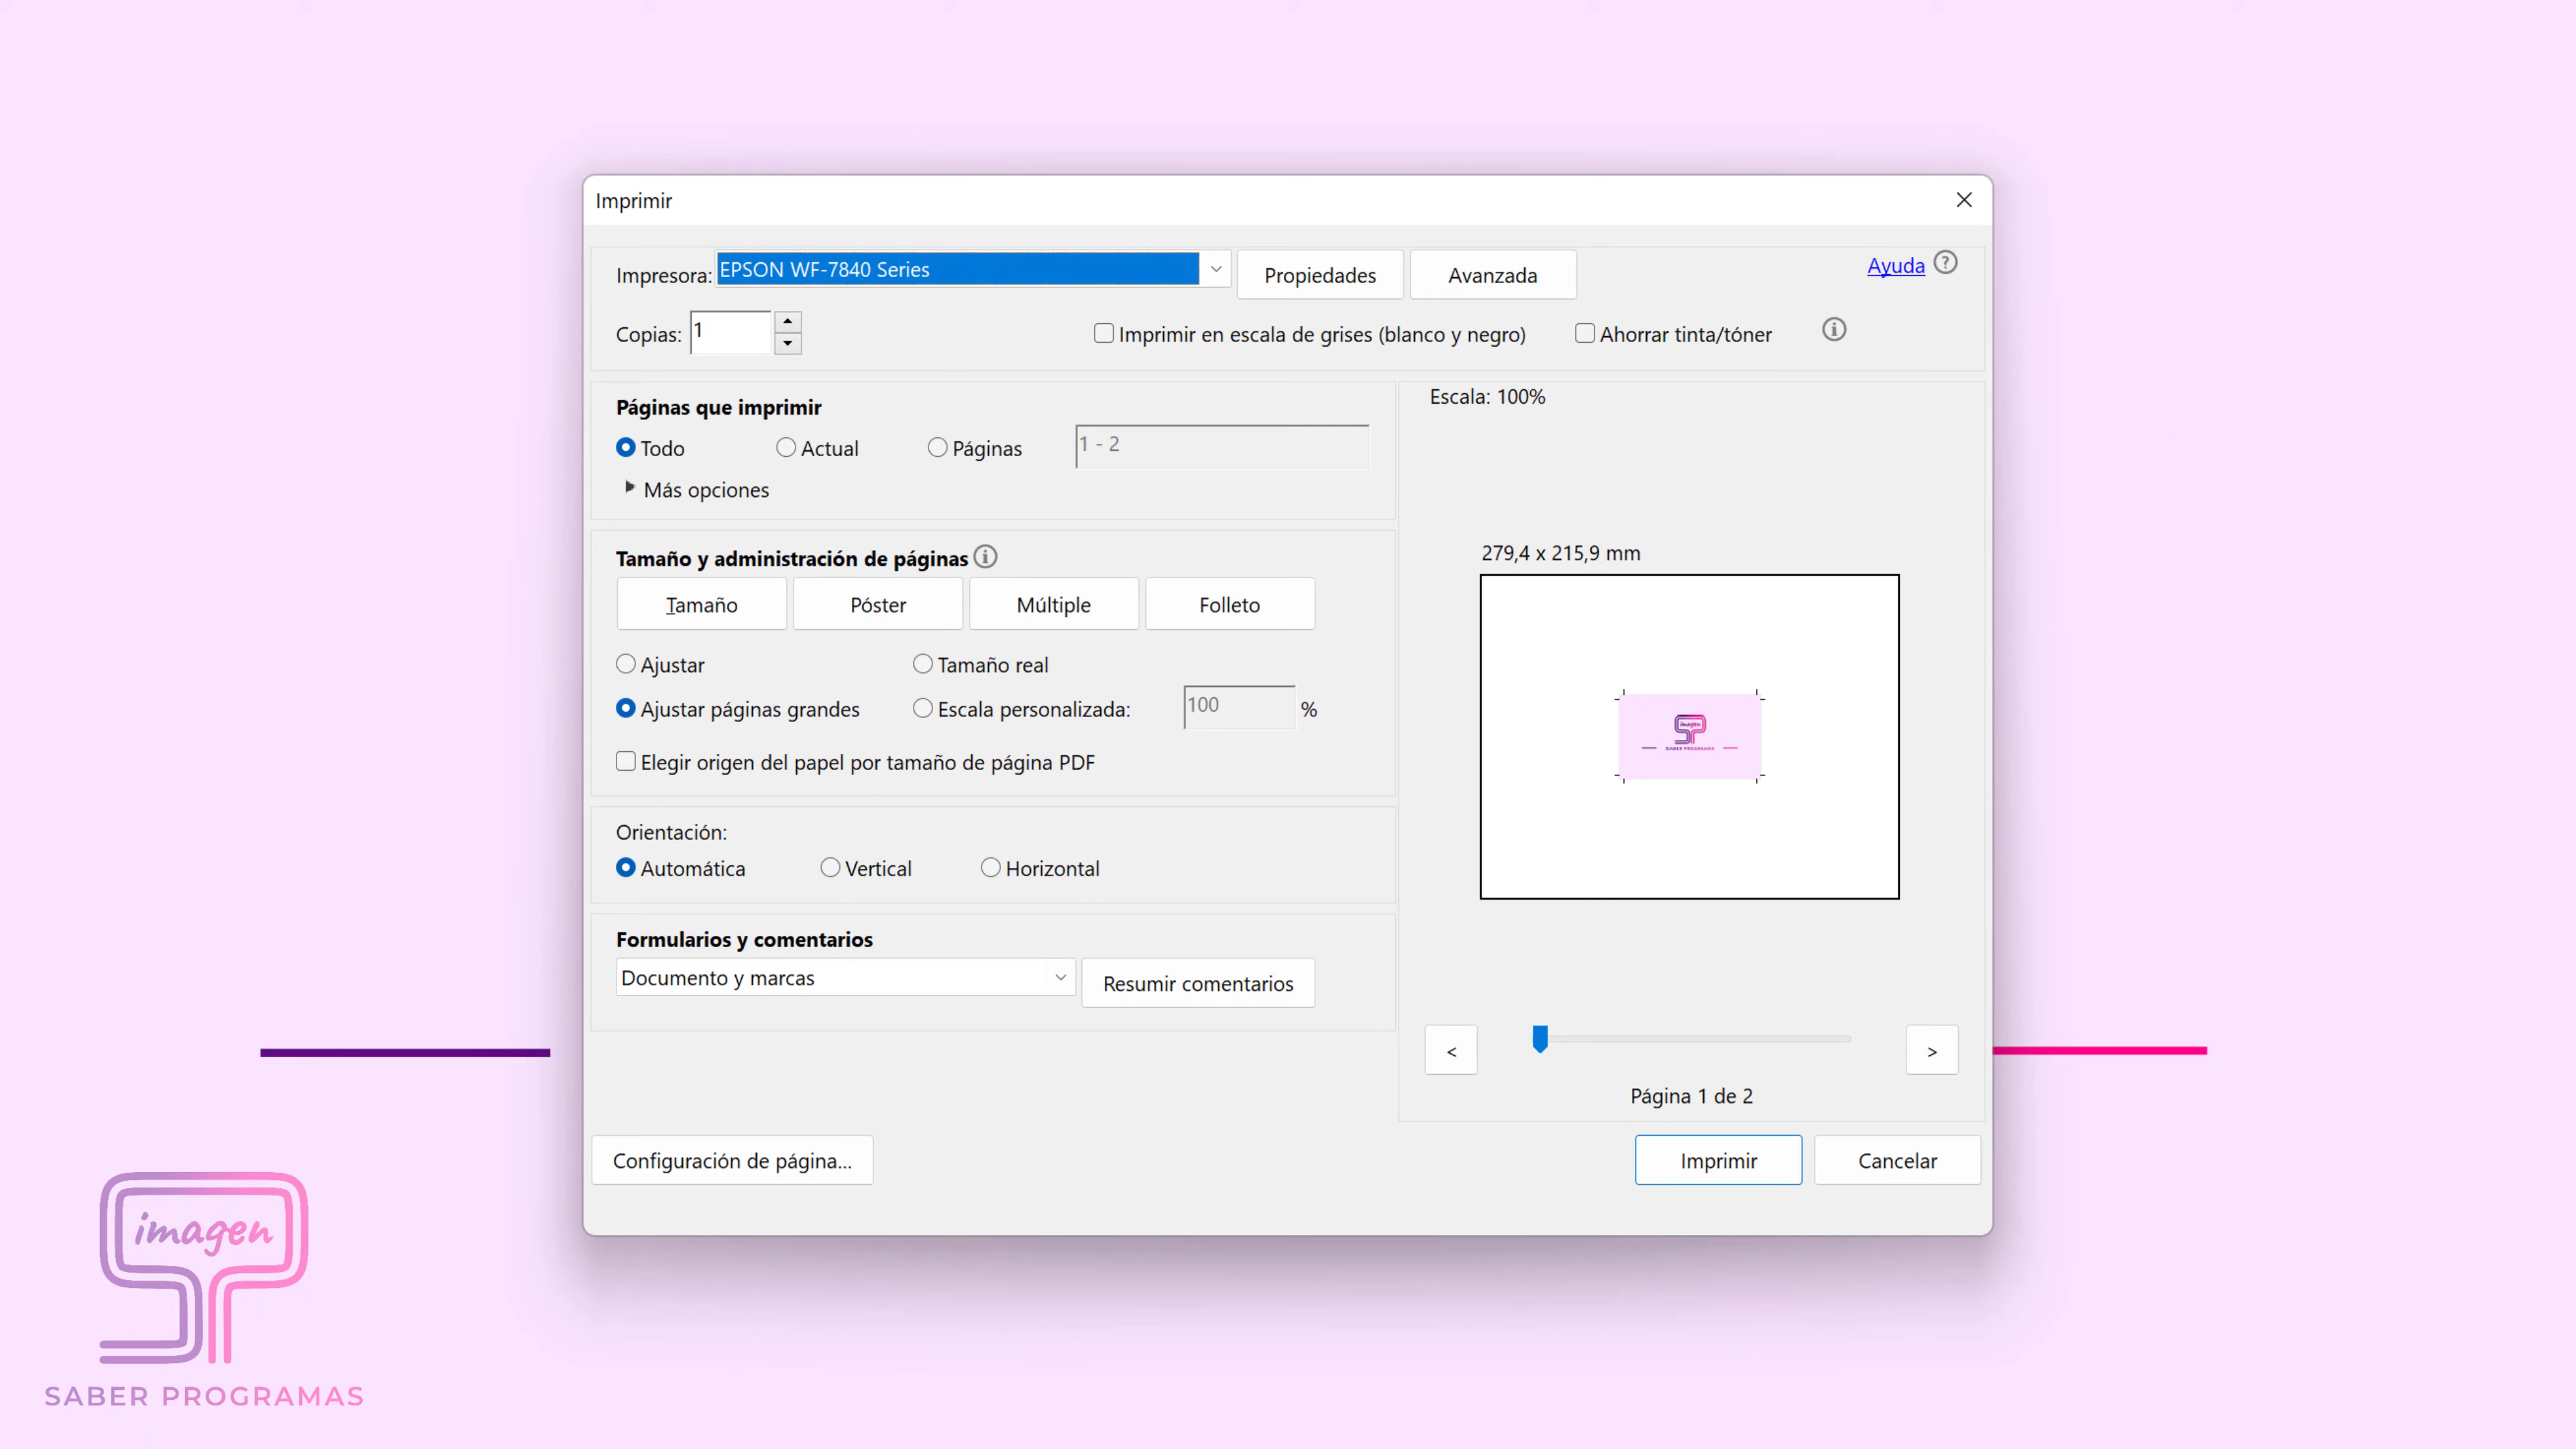 Imprimir
Impresora: EPSON WF-7840 Series Propiedades Avanzada Ayuda ?
Copias: 1 Imprimir en escala de grises (blanco y negro) Ahorrar tinta/tóner i
Páginas que imprimir
Todo Actual Páginas 1 - 2
Más opciones
Tamaño y administración de páginas i
Tamaño Póster Múltiple Folleto
Ajustar Tamaño real
Ajustar páginas grandes Escala personalizada: 100 %
Elegir origen del papel por tamaño de página PDF
Orientación:
Automática Vertical Horizontal
Formularios y comentarios
Documento y marcas Resumir comentarios
Escala: 100%
279,4 x 215,9 mm
imagen
SABER PROGRAMAS
< >
Página 1 de 2
Configuración de página... Imprimir Cancelar
imagen
SABER PROGRAMAS